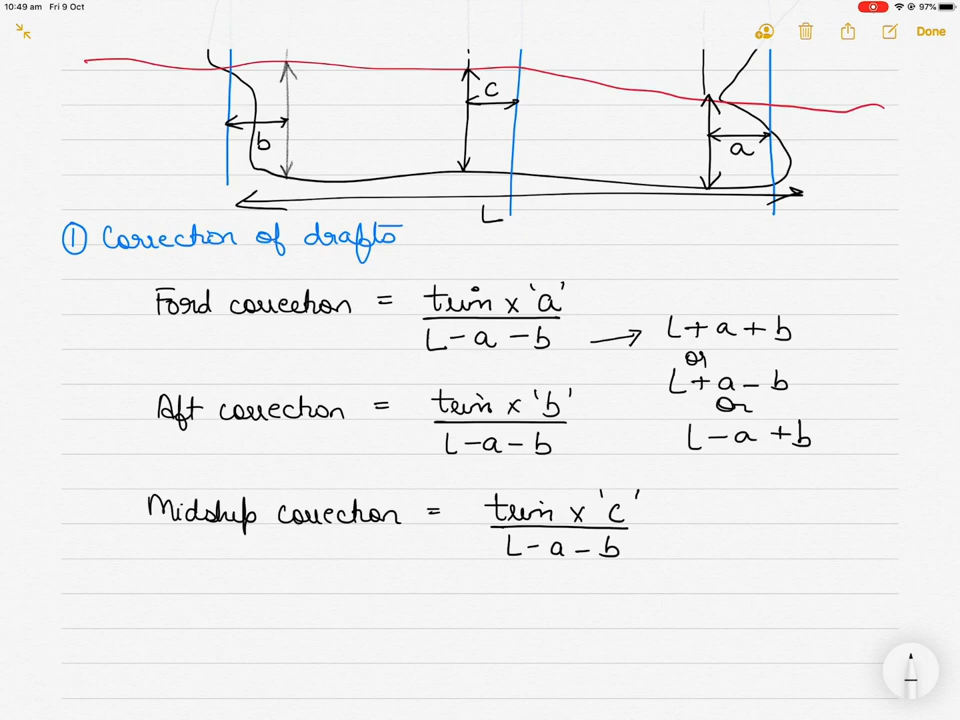 10:49 am Fri 9 Oct 97%
Done
c
b
a
L
① Correction of drafts
Ford correction = trim x 'a'
L - a - b → L + a + b
or
L + a - b
Aft correction = trim x 'b'
L - a - b
or
L - a + b
Midship correction = trim x 'c'
L - a - b